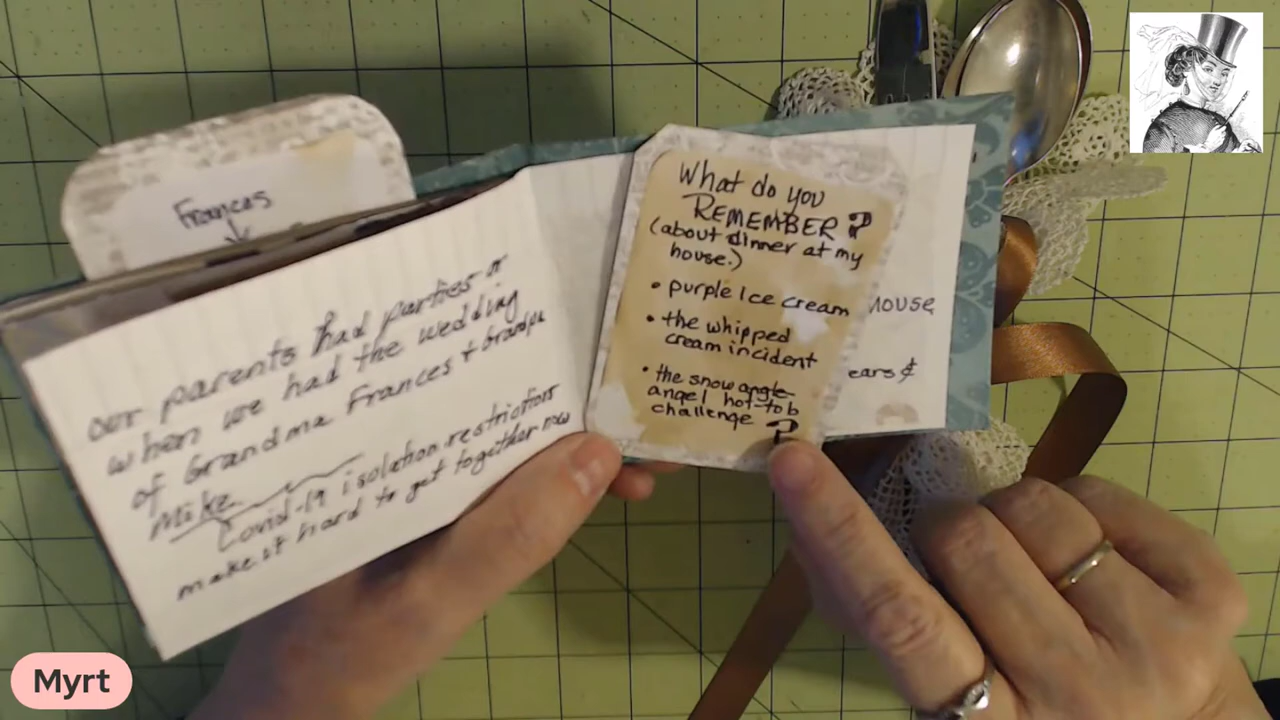 Frances
our parents had parties or
when we had the wedding
of Grandma Frances & Grandpa
Mike.
Covid-19 isolation restrictions
make it hard to get together now
What do you
REMEMBER?
(about dinner at my
house.)
• purple Ice cream
• the whipped
cream incident
• the snow angle
angel hot-tob
challenge ?
House
ears &
Myrt